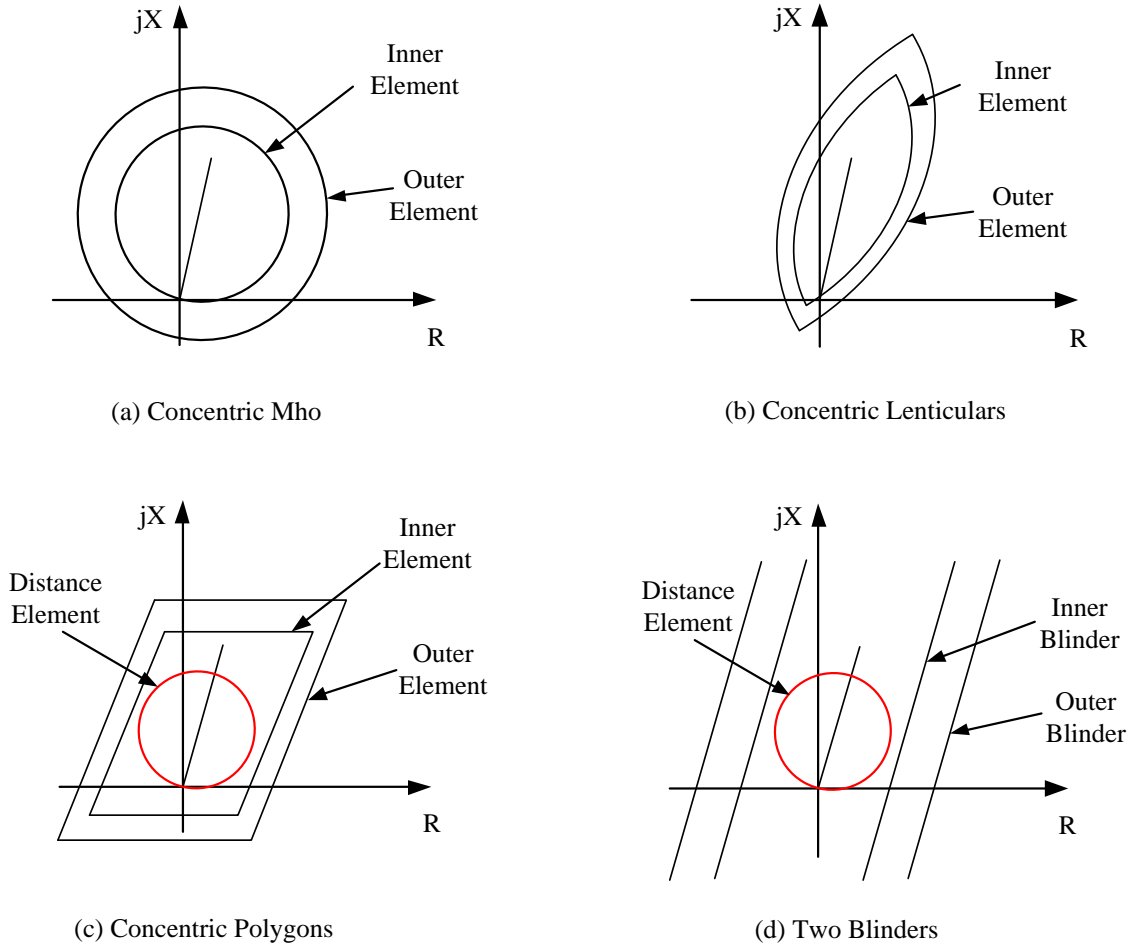 jX
Inner
Element
Outer
Element
R
(a) Concentric Mho
jX
Inner
Element
Outer
Element
R
(b) Concentric Lenticulars
jX
Inner
Element
Distance
Element
Outer
Element
R
(c) Concentric Polygons
jX
Distance
Element
Inner
Blinder
Outer
Blinder
R
(d) Two Blinders